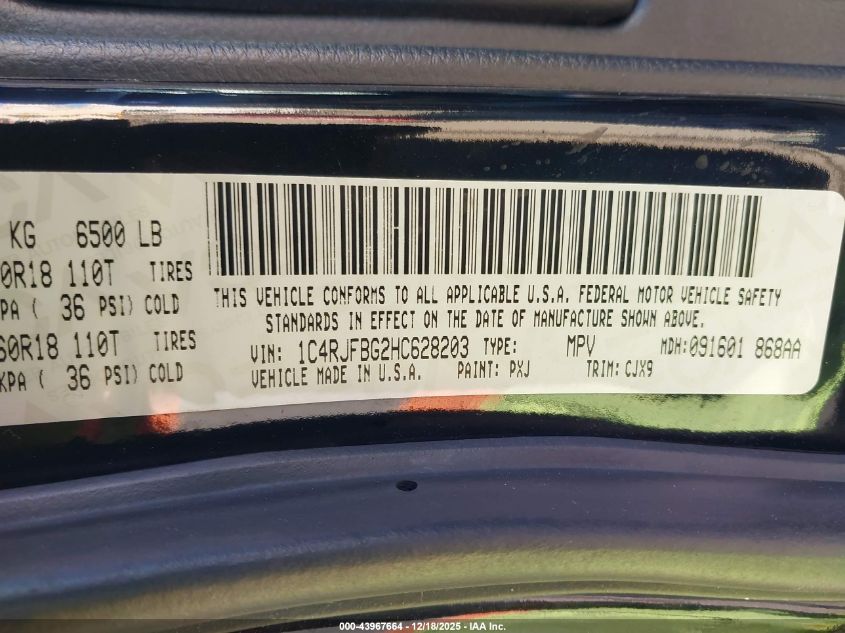 KG 6500 LB
0R18 110T TIRES
KPA ( 36 PSI) COLD
60R18 110T TIRES
KPA ( 36 PSI) COLD
THIS VEHICLE CONFORMS TO ALL APPLICABLE U.S.A. FEDERAL MOTOR VEHICLE SAFETY
STANDARDS IN EFFECT ON THE DATE OF MANUFACTURE SHOWN ABOVE.
VIN: 1C4RJFBG2HC628203 TYPE: MPV MDH:091601 868AA
VEHICLE MADE IN U.S.A. PAINT: PXJ TRIM: CJX9
000-43967664 - 12/18/2025 - IAA Inc.